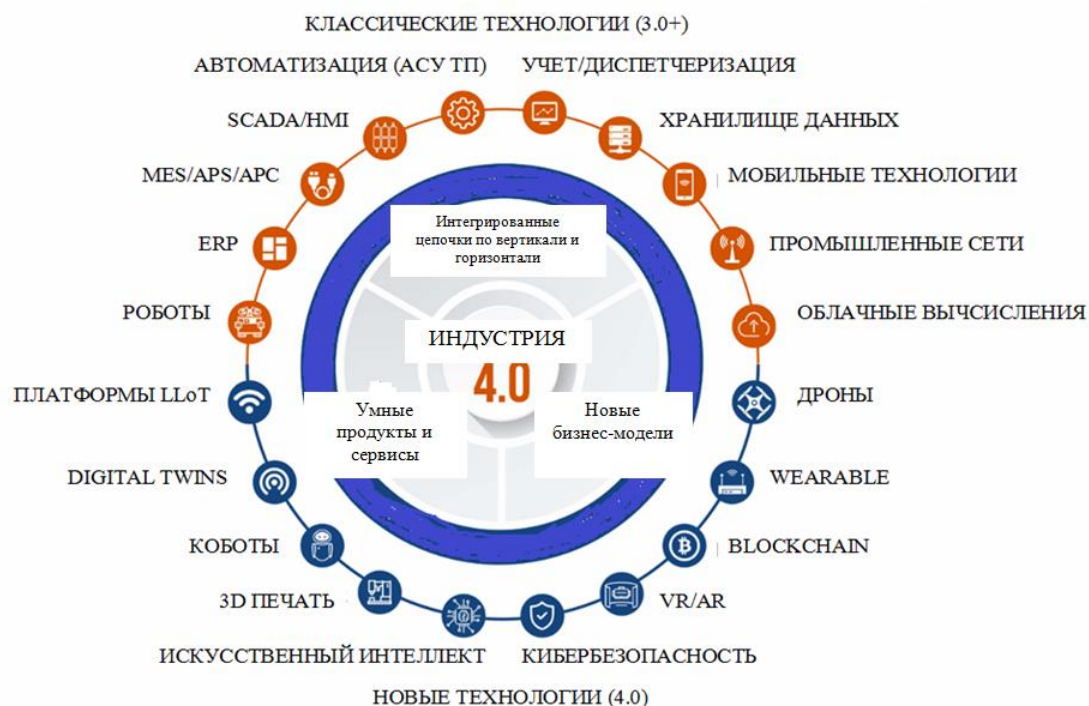 КЛАССИЧЕСКИЕ ТЕХНОЛОГИИ (3.0+)
АВТОМАТИЗАЦИЯ (АСУ ТП)
УЧЕТ/ДИСПЕТЧЕРИЗАЦИЯ
SCADA/HMI
ХРАНИЛИЩЕ ДАННЫХ
MES/APS/APC
МОБИЛЬНЫЕ ТЕХНОЛОГИИ
Интегрированные
цепочки по вертикали и
горизонтали
ERP
ПРОМЫШЛЕННЫЕ СЕТИ
РОБОТЫ
ОБЛАЧНЫЕ ВЫЧСИСЛЕНИЯ
ИНДУСТРИЯ
4.0
ПЛАТФОРМЫ LLoT
ДРОНЫ
Умные
продукты и
сервисы
Новые
бизнес-модели
DIGITAL TWINS
WEARABLE
КОБОТЫ
BLOCKCHAIN
3D ПЕЧАТЬ
VR/AR
ИСКУССТВЕННЫЙ ИНТЕЛЛЕКТ
КИБЕРБЕЗОПАСНОСТЬ
НОВЫЕ ТЕХНОЛОГИИ (4.0)